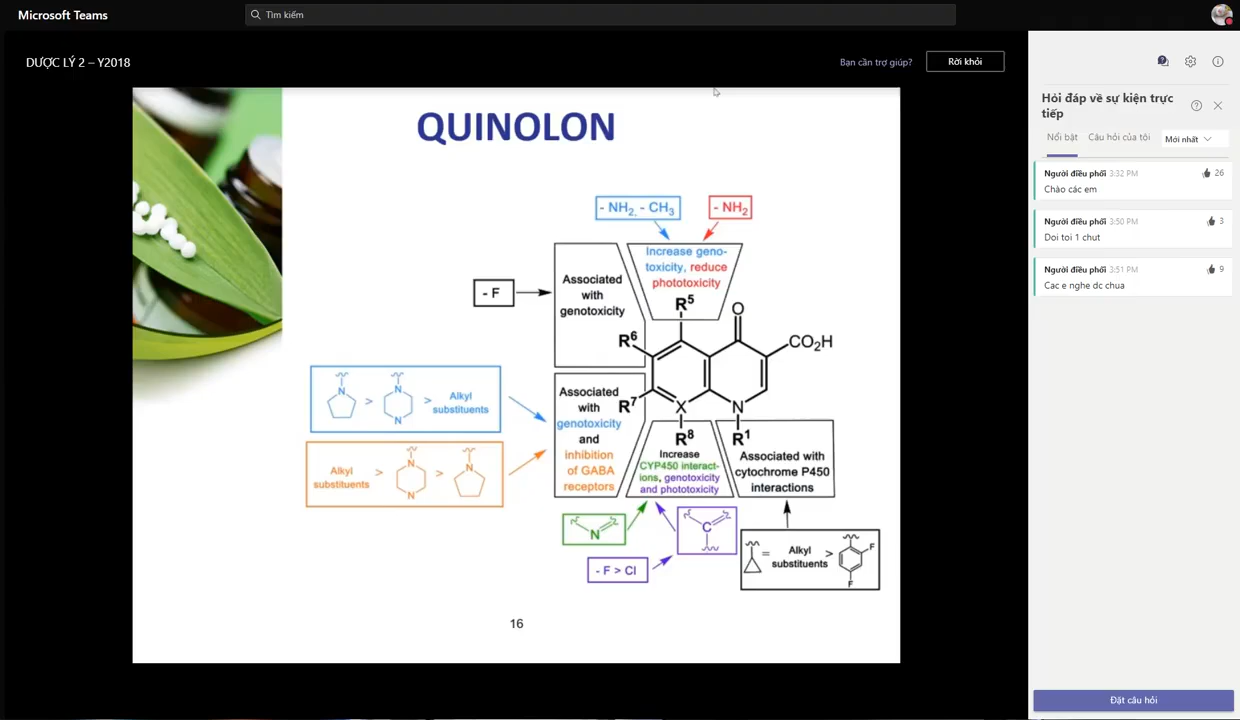 Microsoft Teams
Tìm kiếm
DƯỢC LÝ 2 – Y2018
Bạn cần trợ giúp?
Rời khỏi
QUINOLON
- NH2, - CH3
- NH2
Increase geno-
toxicity, reduce
phototoxicity
- F
Associated
with
genotoxicity
R5
O
R6
CO2H
N
>
N
N
>
Alkyl
substituents
Associated
with
genotoxicity
and
inhibition
of GABA
receptors
R7
X
N
R8
R1
Alkyl
substituents
>
N
N
>
N
Increase
CYP450 interact-
ions, genotoxicity
and phototoxicity
Associated with
cytochrome P450
interactions
N
C
- F > Cl
=
Alkyl
substituents
>
F
F
16
Hỏi đáp về sự kiện trực
tiếp
Nổi bật
Câu hỏi của tôi
Mới nhất
Người điều phối 3:32 PM
26
Chào các em
Người điều phối 3:50 PM
3
Doi toi 1 chut
Người điều phối 3:51 PM
9
Cac e nghe dc chua
Đặt câu hỏi